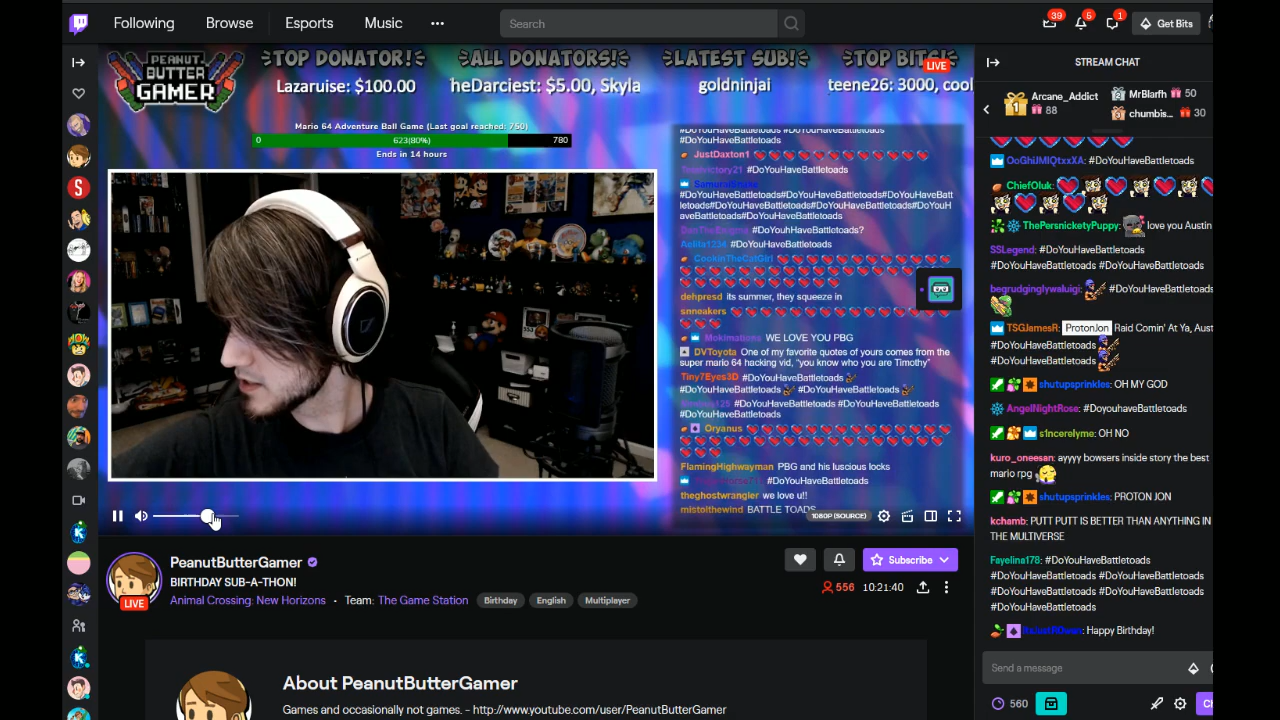 Following
Browse
Esports
Music
Search
39
5
1
Get Bits
PEANUT BUTTER GAMER
TOP DONATOR!
Lazaruise: $100.00
ALL DONATORS!
heDarciest: $5.00, Skyla
LATEST SUB!
goldninjai
TOP BITS!
teene26: 3000, cool
LIVE
Mario 64 Adventure Ball Game (Last goal reached: 750)
0
623(80%)
780
Ends in 14 hours
#DoYouHaveBattletoads #DoYouHaveBattletoads
#DoYouHaveBattletoads
JustDaxton1
#DoYouHaveBattletoads
#DoYouHaveBattletoads#DoYouHaveBattletoads#DoYouHaveBatt
letoads#DoYouHaveBattletoads#DoYouHaveBattletoads#DoYouH
aveBattletoads#DoYouHaveBattletoads
#DoYouhHaveBattletoads?
Aelita1234 #DoYouHaveBattletoads
CookinTheCatGirl
dehpresd its summer, they squeeze in
snneakers
Mokimations WE LOVE YOU PBG
DVToyota One of my favorite quotes of yours comes from the
super mario 64 hacking vid, "you know who you are Timothy"
Tiny7Eyes3D #DoYouHaveBattletoads
#DoYouHaveBattletoads #DoYouHaveBattletoads
#DoYouHaveBattletoads #DoYouHaveBattletoads
#DoYouHaveBattletoads
Oryanus
FlamingHighwayman PBG and his luscious locks
#DoYouHaveBattletoads
theghostwrangler we love u!!
mistofthewind BATTLE TOADS
1080P (SOURCE)
PeanutButterGamer
BIRTHDAY SUB-A-THON!
Animal Crossing: New Horizons · Team: The Game Station
Birthday
English
Multiplayer
LIVE
Subscribe
556
10:21:40
About PeanutButterGamer
Games and occasionally not games. - http://www.youtube.com/user/PeanutButterGamer
STREAM CHAT
1
Arcane_Addict
88
2
MrBlarfh
50
3
chumbis...
30
OoGhiJMIQtxxXA: #DoYouHaveBattletoads
ChiefOluk:
ThePersnicketyPuppy: love you Austin
SSLegend: #DoYouHaveBattletoads
#DoYouHaveBattletoads #DoYouHaveBattletoads
begrudginglywaluigi: #DoYouHaveBattletoads
TSGJamesR: ProtonJon Raid Comin' At Ya, Aust
#DoYouHaveBattletoads
#DoYouHaveBattletoads
shutupsprinkles: OH MY GOD
AngelNightRose: #DoyouHaveBattletoads
s1ncerelyme: OH NO
kuro_oneesan: ayyyy bowsers inside story the best
mario rpg
shutupsprinkles: PROTON JON
kchamb: PUTT PUTT IS BETTER THAN ANYTHING IN
THE MULTIVERSE
Fayelina178: #DoYouHaveBattletoads
#DoYouHaveBattletoads #DoYouHaveBattletoads
#DoYouHaveBattletoads #DoYouHaveBattletoads
#DoYouHaveBattletoads
: Happy Birthday!
Send a message
560